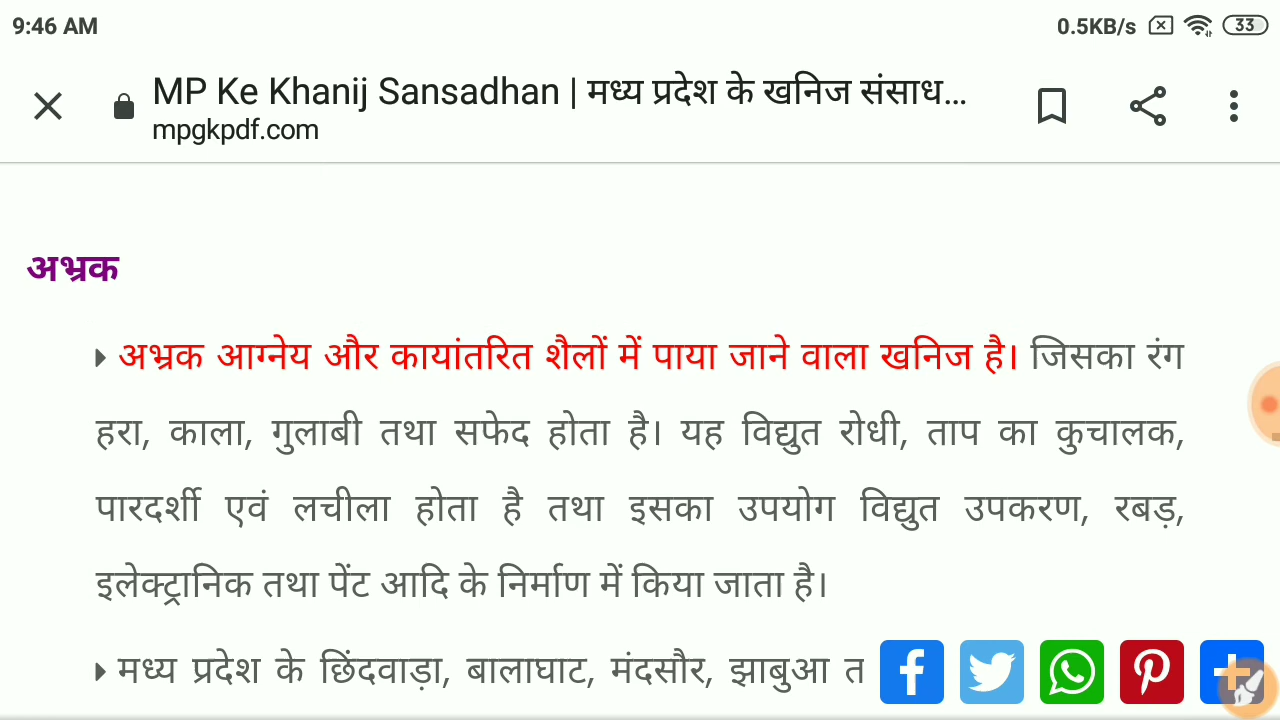 9:46 AM
0.5KB/s
33
MP Ke Khanij Sansadhan | मध्य प्रदेश के खनिज संसाध...
mpgkpdf.com
अभ्रक
अभ्रक आग्नेय और कायांतरित शैलों में पाया जाने वाला खनिज है। जिसका रंग
हरा, काला, गुलाबी तथा सफेद होता है। यह विद्युत रोधी, ताप का कुचालक,
पारदर्शी एवं लचीला होता है तथा इसका उपयोग विद्युत उपकरण, रबड़,
इलेक्ट्रानिक तथा पेंट आदि के निर्माण में किया जाता है।
मध्य प्रदेश के छिंदवाड़ा, बालाघाट, मंदसौर, झाबुआ त